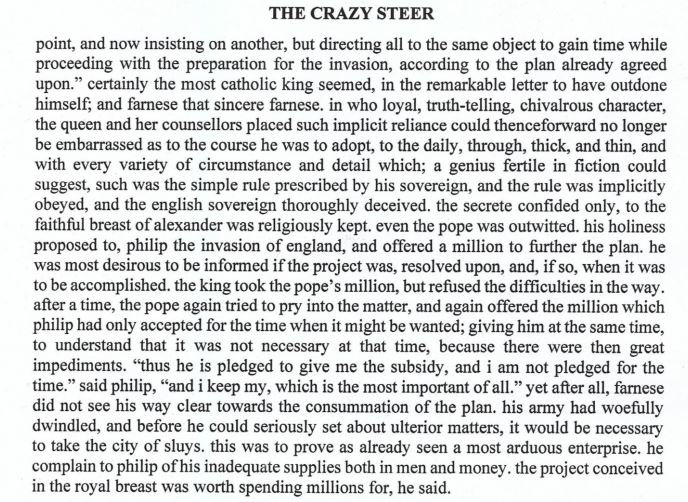 THE CRAZY STEER
point, and now insisting on another, but directing all to the same object to gain time while
proceeding with the preparation for the invasion, according to the plan already agreed
upon.” certainly the most catholic king seemed, in the remarkable letter to have outdone
himself; and farnese that sincere farnese. in who loyal, truth-telling, chivalrous character,
the queen and her counsellors placed such implicit reliance could thenceforward no longer
be embarrassed as to the course he was to adopt, to the daily, through, thick, and thin, and
with every variety of circumstance and detail which; a genius fertile in fiction could
suggest, such was the simple rule prescribed by his sovereign, and the rule was implicitly
obeyed, and the english sovereign thoroughly deceived. the secrete confided only, to the
faithful breast of alexander was religiously kept. even the pope was outwitted. his holiness
proposed to, philip the invasion of england, and offered a million to further the plan. he
was most desirous to be informed if the project was, resolved upon, and, if so, when it was
to be accomplished. the king took the pope’s million, but refused the difficulties in the way.
after a time, the pope again tried to pry into the matter, and again offered the million which
philip had only accepted for the time when it might be wanted; giving him at the same time,
to understand that it was not necessary at that time, because there were then great
impediments. “thus he is pledged to give me the subsidy, and i am not pledged for the
time.” said philip, “and i keep my, which is the most important of all.” yet after all, farnese
did not see his way clear towards the consummation of the plan. his army had woefully
dwindled, and before he could seriously set about ulterior matters, it would be necessary
to take the city of sluys. this was to prove as already seen a most arduous enterprise. he
complain to philip of his inadequate supplies both in men and money. the project conceived
in the royal breast was worth spending millions for, he said.